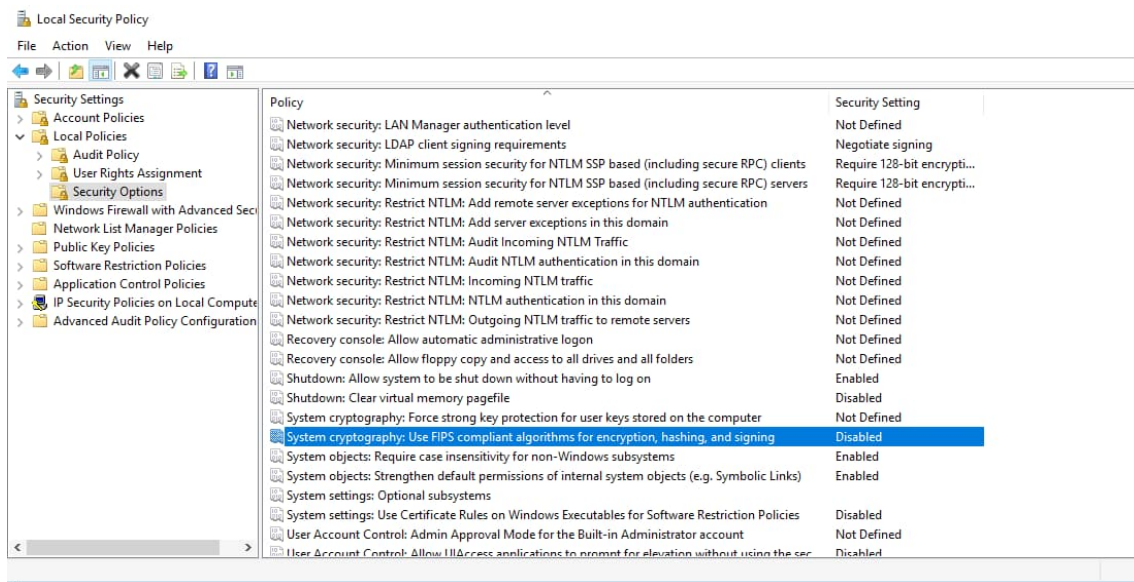 Local Security Policy
File Action View Help
Security Settings
Account Policies
Local Policies
Audit Policy
User Rights Assignment
Security Options
Windows Firewall with Advanced Secu
Network List Manager Policies
Public Key Policies
Software Restriction Policies
Application Control Policies
IP Security Policies on Local Compute
Advanced Audit Policy Configuration
Policy Security Setting
Network security: LAN Manager authentication level Not Defined
Network security: LDAP client signing requirements Negotiate signing
Network security: Minimum session security for NTLM SSP based (including secure RPC) clients Require 128-bit encrypti...
Network security: Minimum session security for NTLM SSP based (including secure RPC) servers Require 128-bit encrypti...
Network security: Restrict NTLM: Add remote server exceptions for NTLM authentication Not Defined
Network security: Restrict NTLM: Add server exceptions in this domain Not Defined
Network security: Restrict NTLM: Audit Incoming NTLM Traffic Not Defined
Network security: Restrict NTLM: Audit NTLM authentication in this domain Not Defined
Network security: Restrict NTLM: Incoming NTLM traffic Not Defined
Network security: Restrict NTLM: NTLM authentication in this domain Not Defined
Network security: Restrict NTLM: Outgoing NTLM traffic to remote servers Not Defined
Recovery console: Allow automatic administrative logon Not Defined
Recovery console: Allow floppy copy and access to all drives and all folders Not Defined
Shutdown: Allow system to be shut down without having to log on Enabled
Shutdown: Clear virtual memory pagefile Disabled
System cryptography: Force strong key protection for user keys stored on the computer Not Defined
System cryptography: Use FIPS compliant algorithms for encryption, hashing, and signing Disabled
System objects: Require case insensitivity for non-Windows subsystems Enabled
System objects: Strengthen default permissions of internal system objects (e.g. Symbolic Links) Enabled
System settings: Optional subsystems
System settings: Use Certificate Rules on Windows Executables for Software Restriction Policies Disabled
User Account Control: Admin Approval Mode for the Built-in Administrator account Not Defined
User Account Control: Allow UIAccess applications to prompt for elevation without using the sec Disabled